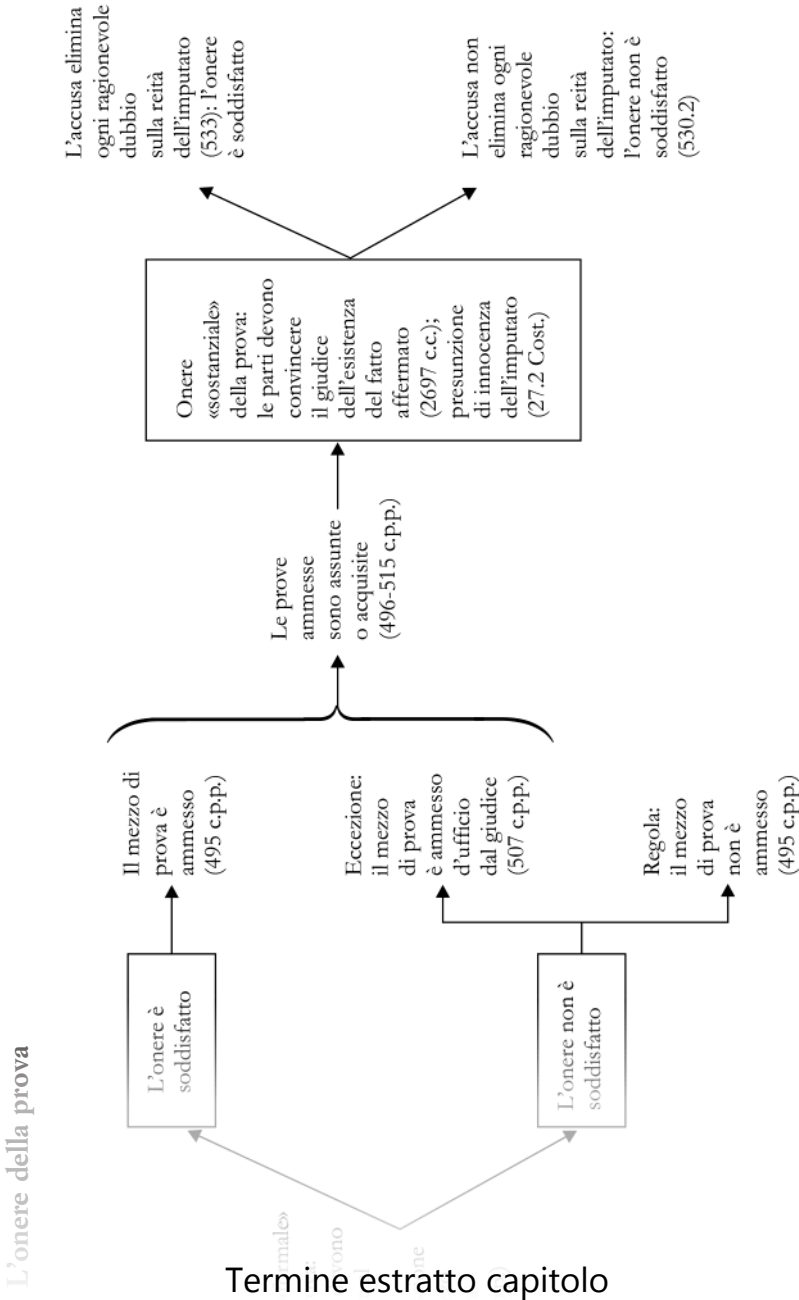 L'onere della prova
L'onere è
soddisfatto
L'onere non è
soddisfatto
Il mezzo di
prova è
ammesso
(495 c.p.p.)
Eccezione:
il mezzo
di prova
è ammesso
d'ufficio
dal giudice
(507 c.p.p.)
Regola:
il mezzo
di prova
non è
ammesso
(495 c.p.p.)
Le prove
ammesse
sono assunte
o acquisite
(496-515 c.p.p.)
Onere
«sostanziale»
della prova:
le parti devono
convincere
il giudice
dell'esistenza
del fatto
affermato
(2697 c.c.);
presunzione
di innocenza
dell'imputato
(27.2 Cost.)
L'accusa elimina
ogni ragionevole
dubbio
sulla reità
dell'imputato
(533): l'onere
è soddisfatto
L'accusa non
elimina ogni
ragionevole
dubbio
sulla reità
dell'imputato:
l'onere non è
soddisfatto
(530.2)
Termine estratto capitolo